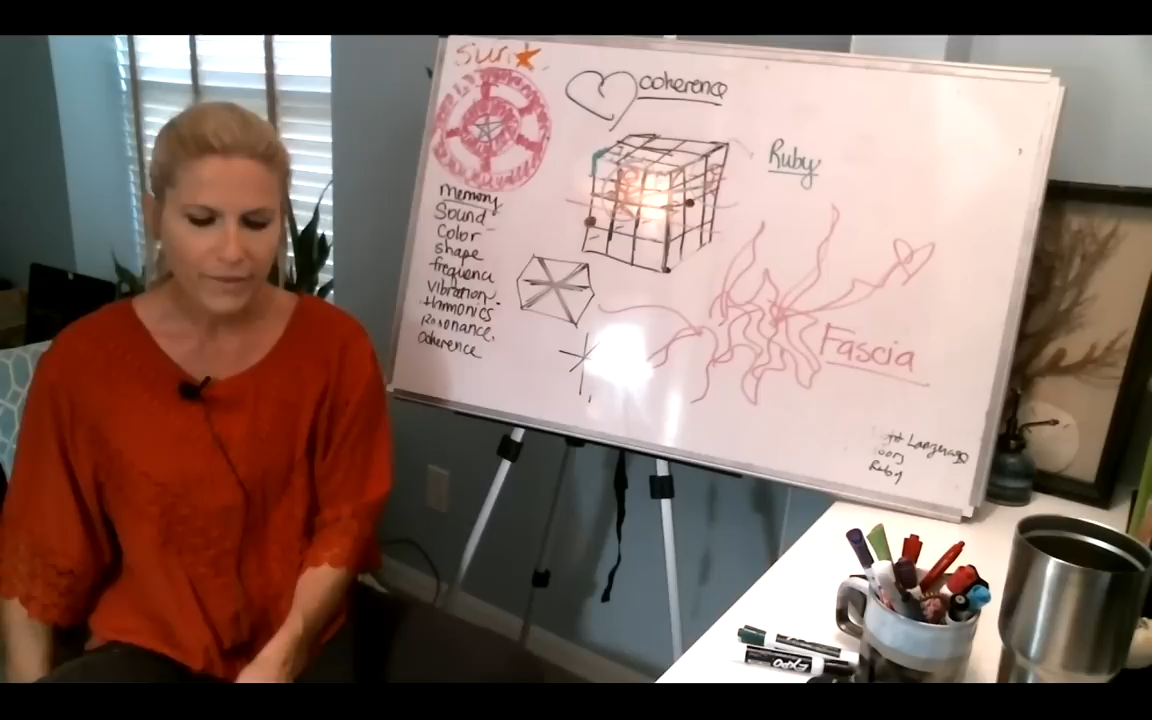 Sun
coherence
Ruby
Memory
Sound
Color
shape
frequency
vibration
Harmonics
Resonance
Coherence
Fascia
Language
Ruby
EXPO